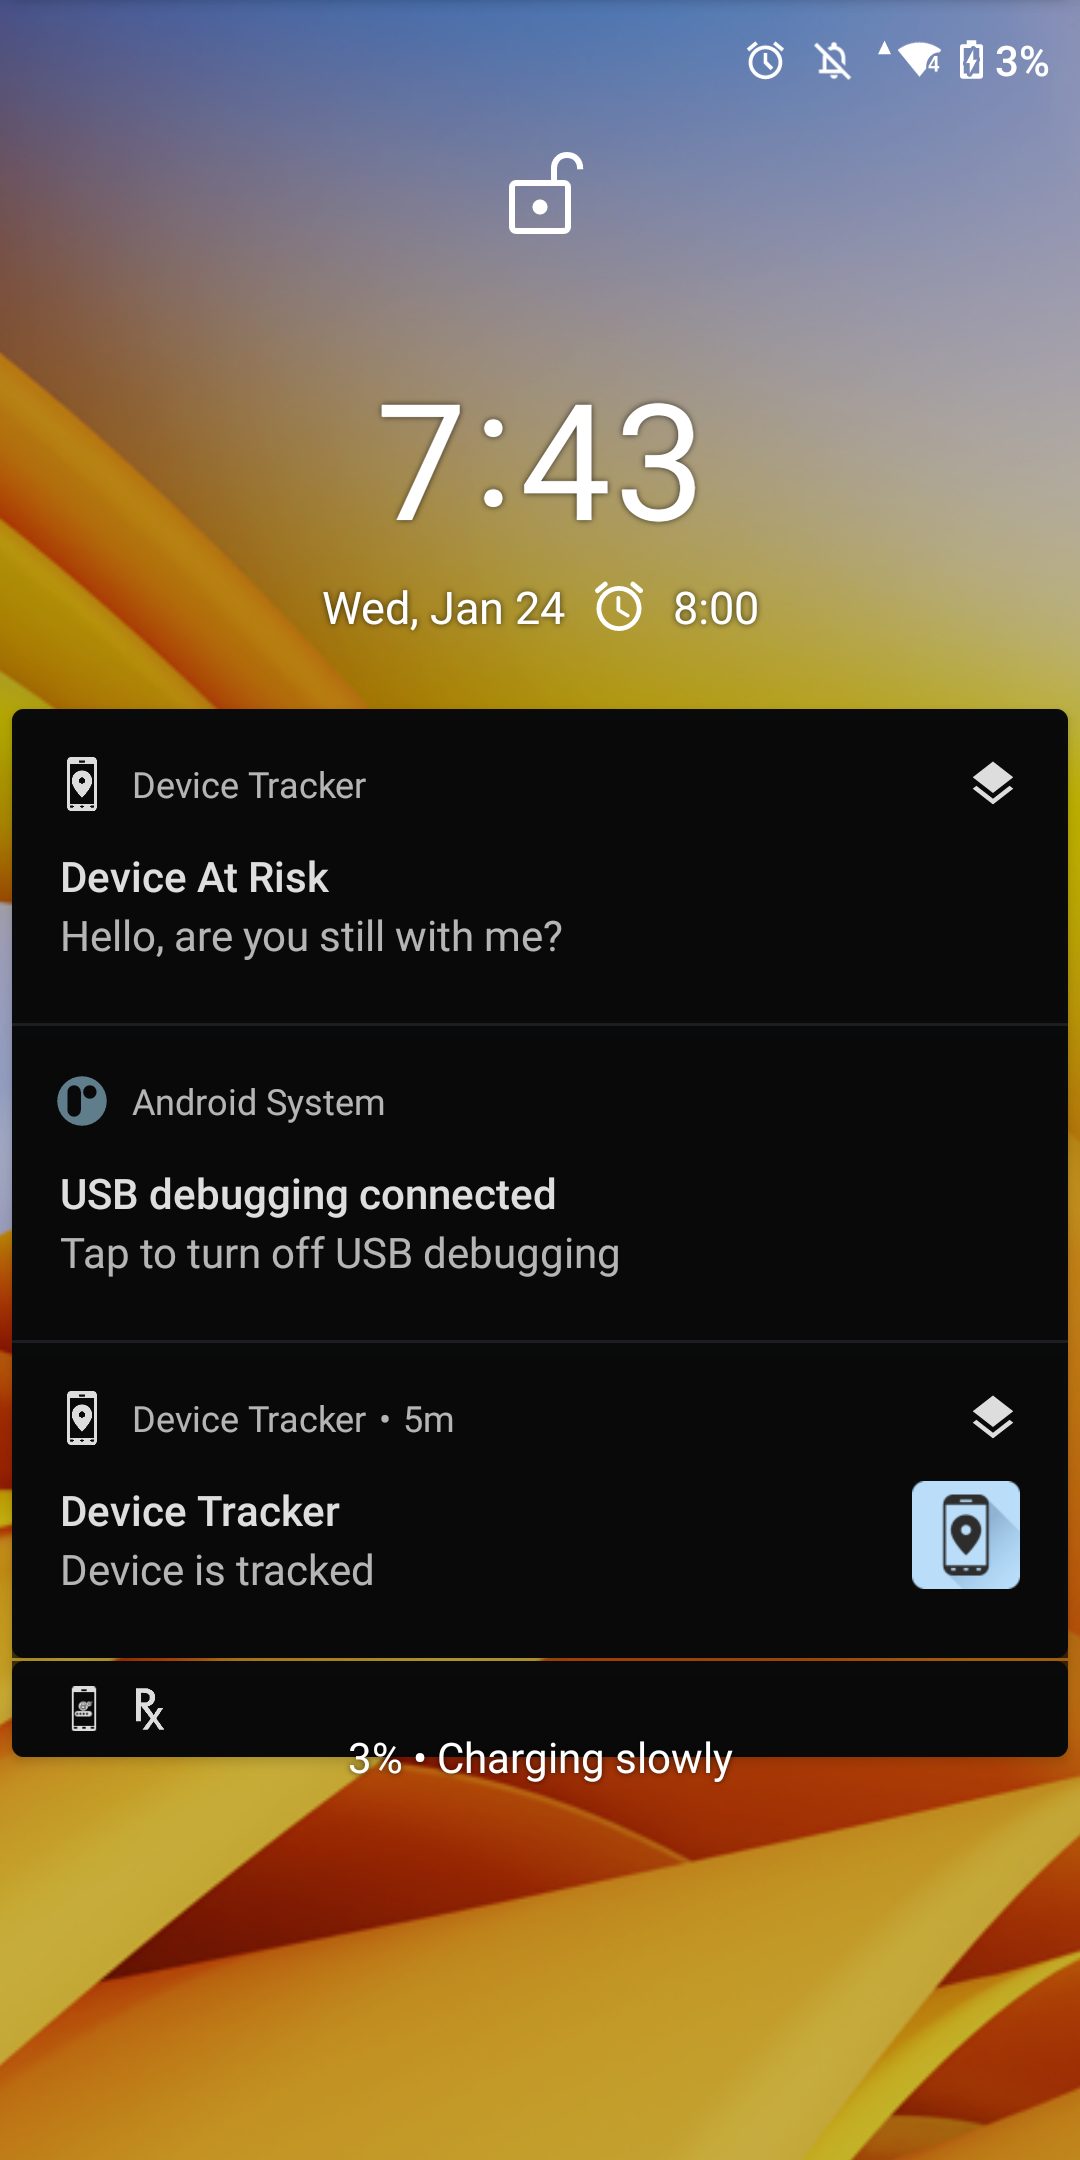 4 3%
7:43
Wed, Jan 24 8:00
Device Tracker
Device At Risk
Hello, are you still with me?
Android System
USB debugging connected
Tap to turn off USB debugging
Device Tracker • 5m
Device Tracker
Device is tracked
Rx
3% • Charging slowly